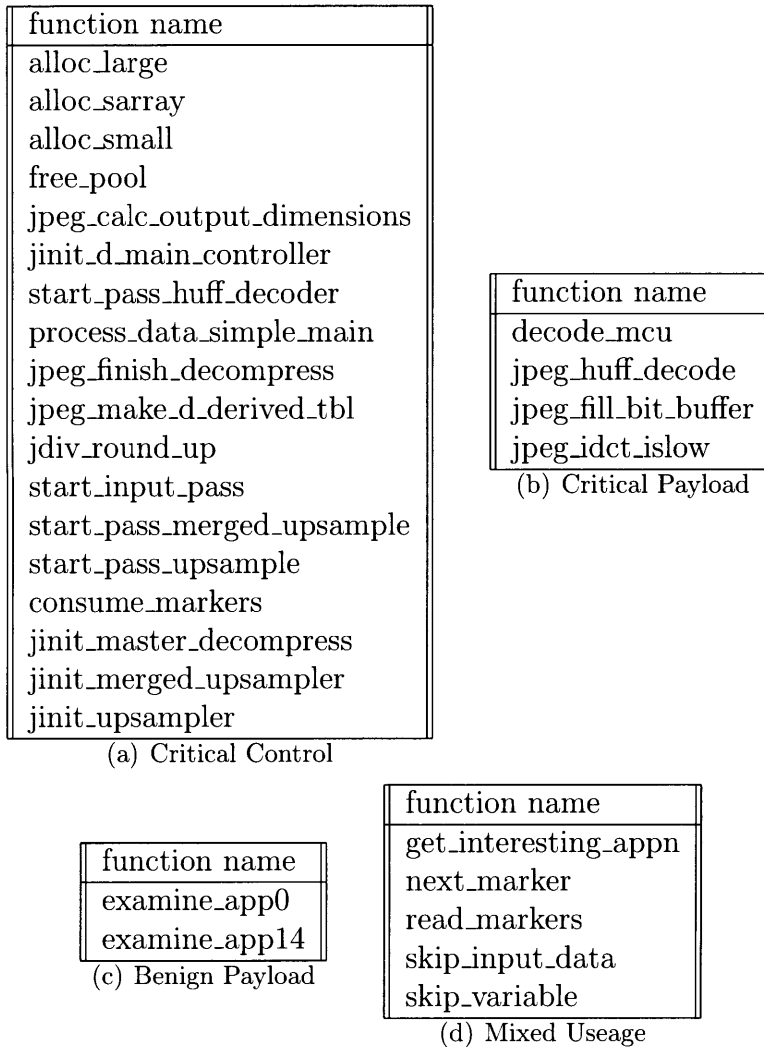 function name
alloc_large
alloc_sarray
alloc_small
free_pool
jpeg_calc_output_dimensions
jinit_d_main_controller
start_pass_huff_decoder
process_data_simple_main
jpeg_finish_decompress
jpeg_make_d_derived_tbl
jdiv_round_up
start_input_pass
start_pass_merged_upsample
start_pass_upsample
consume_markers
jinit_master_decompress
jinit_merged_upsampler
jinit_upsampler
(a) Critical Control
function name
decode_mcu
jpeg_huff_decode
jpeg_fill_bit_buffer
jpeg_idct_islow
(b) Critical Payload
function name
examine_app0
examine_app14
(c) Benign Payload
function name
get_interesting_appn
next_marker
read_markers
skip_input_data
skip_variable
(d) Mixed Useage